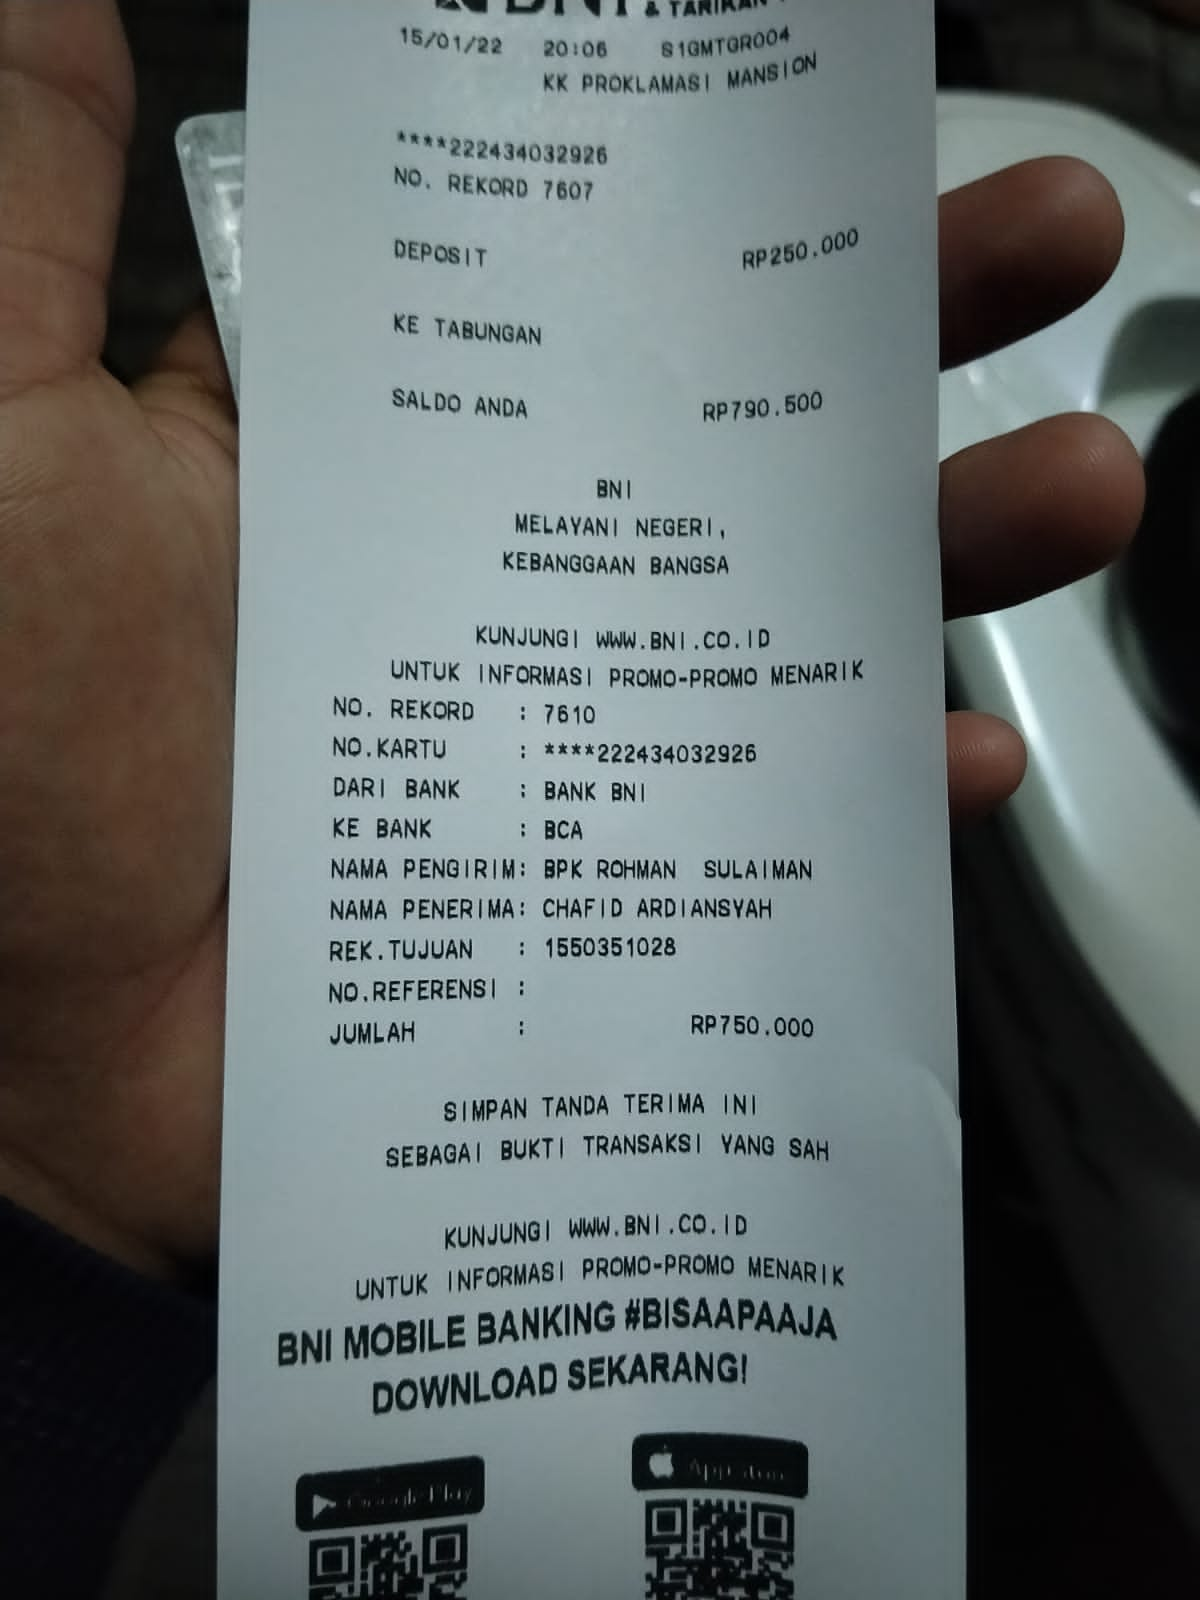 BNI & TARIKAN
15/01/22 20:06 S1GMTGR004
KK PROKLAMASI MANSION
****222434032926
NO. REKORD 7607
DEPOSIT RP250.000
KE TABUNGAN
SALDO ANDA RP790.500
BNI
MELAYANI NEGERI,
KEBANGGAAN BANGSA
KUNJUNGI WWW.BNI.CO.ID
UNTUK INFORMASI PROMO-PROMO MENARIK
NO. REKORD : 7610
NO.KARTU : ****222434032926
DARI BANK : BANK BNI
KE BANK : BCA
NAMA PENGIRIM: BPK ROHMAN SULAIMAN
NAMA PENERIMA: CHAFID ARDIANSYAH
REK.TUJUAN : 1550351028
NO.REFERENSI :
JUMLAH : RP750.000
SIMPAN TANDA TERIMA INI
SEBAGAI BUKTI TRANSAKSI YANG SAH
KUNJUNGI WWW.BNI.CO.ID
UNTUK INFORMASI PROMO-PROMO MENARIK
BNI MOBILE BANKING #BISAAPAAJA
DOWNLOAD SEKARANG!
Google Play App store